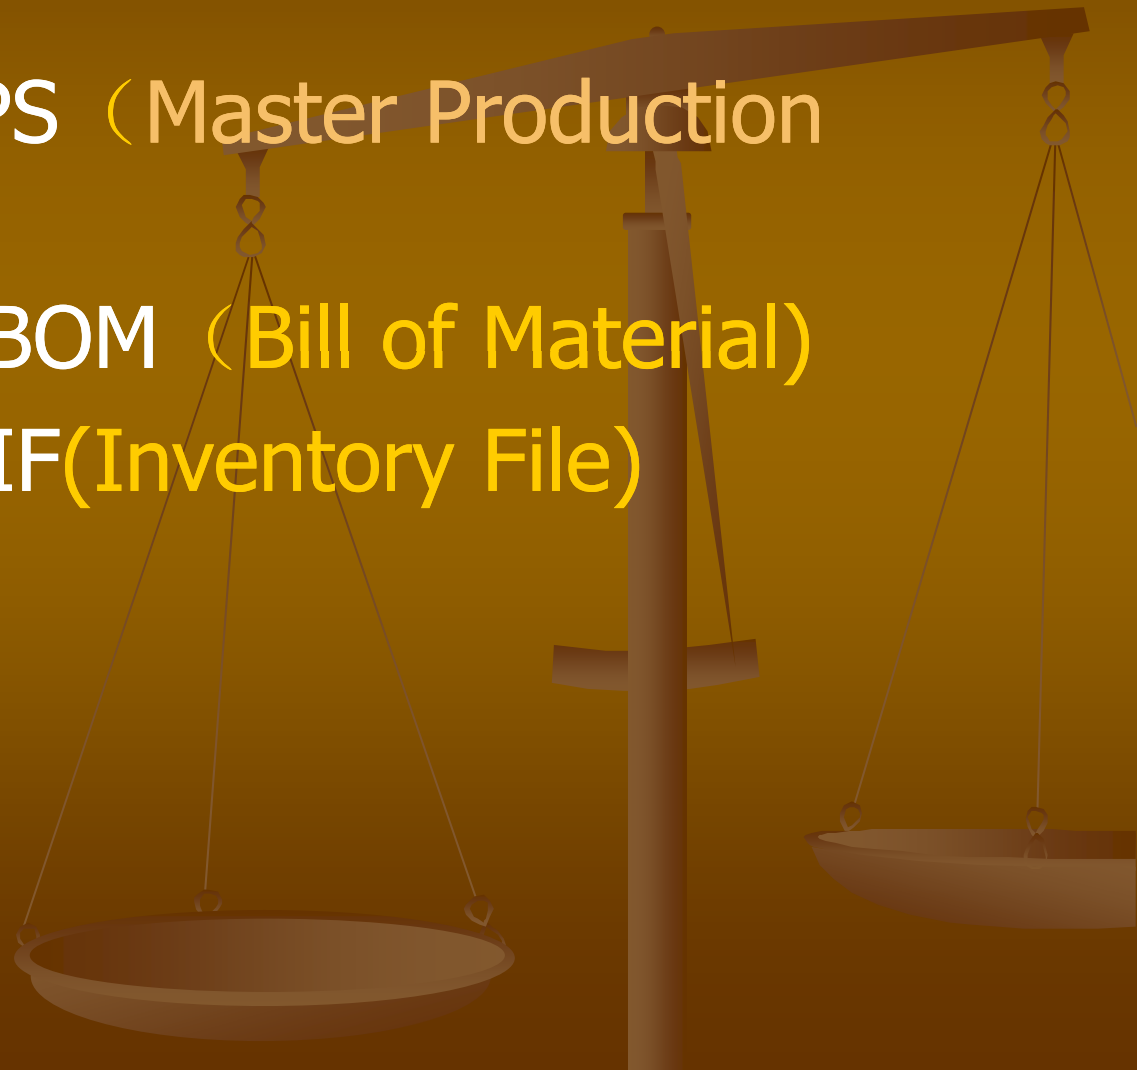 PS（Master Production
BOM（Bill of Material)
IF(Inventory File)